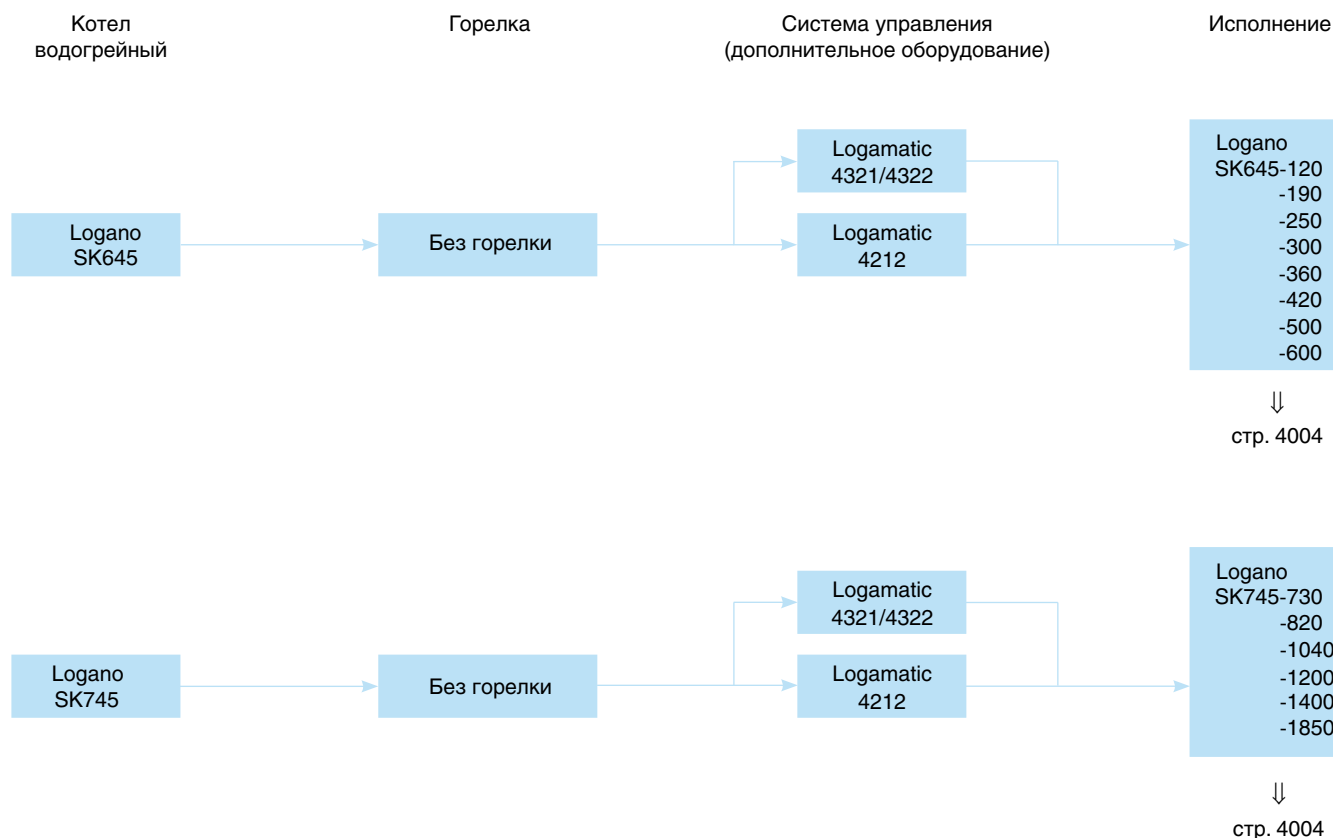 Котел
водогрейный
Горелка
Система управления
(дополнительное оборудование)
Исполнение
Logano
SK645
Без горелки
Logamatic
4321/4322
Logamatic
4212
Logano
SK645-120
-190
-250
-300
-360
-420
-500
-600
⇓
стр. 4004
Logano
SK745
Без горелки
Logamatic
4321/4322
Logamatic
4212
Logano
SK745-730
-820
-1040
-1200
-1400
-1850
⇓
стр. 4004